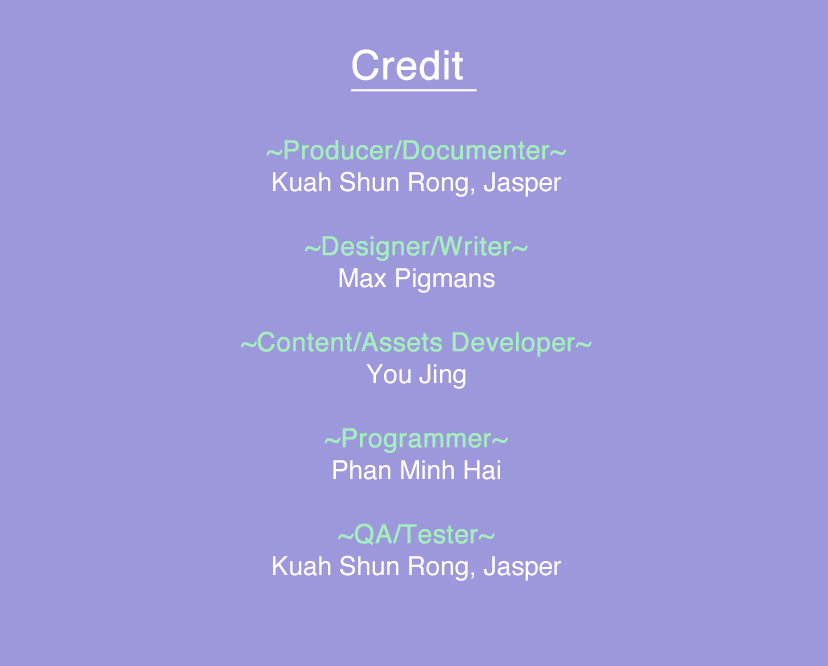 Credit
~Producer/Documenter~
Kuah Shun Rong, Jasper
~Designer/Writer~
Max Pigmans
~Content/Assets Developer~
You Jing
~Programmer~
Phan Minh Hai
~QA/Tester~
Kuah Shun Rong, Jasper